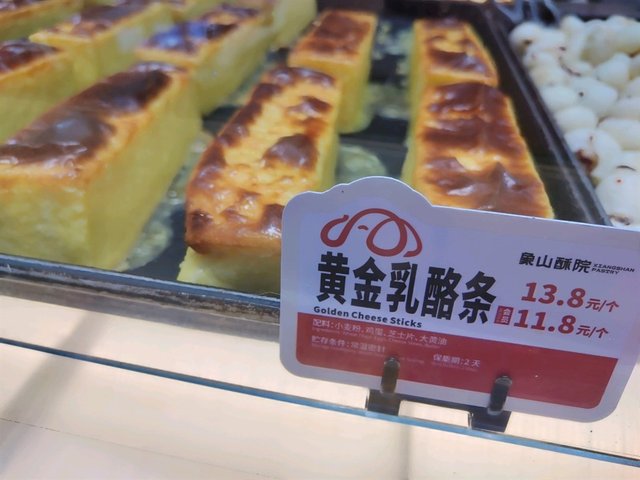 象山酥院 XIANGSHAN PASTRY
黄金乳酪条
Golden Cheese Sticks
13.8元/个
会员 11.8元/个
配料:小麦粉、鸡蛋、芝士片、大黄油
贮存条件:常温密封
保质期:2天